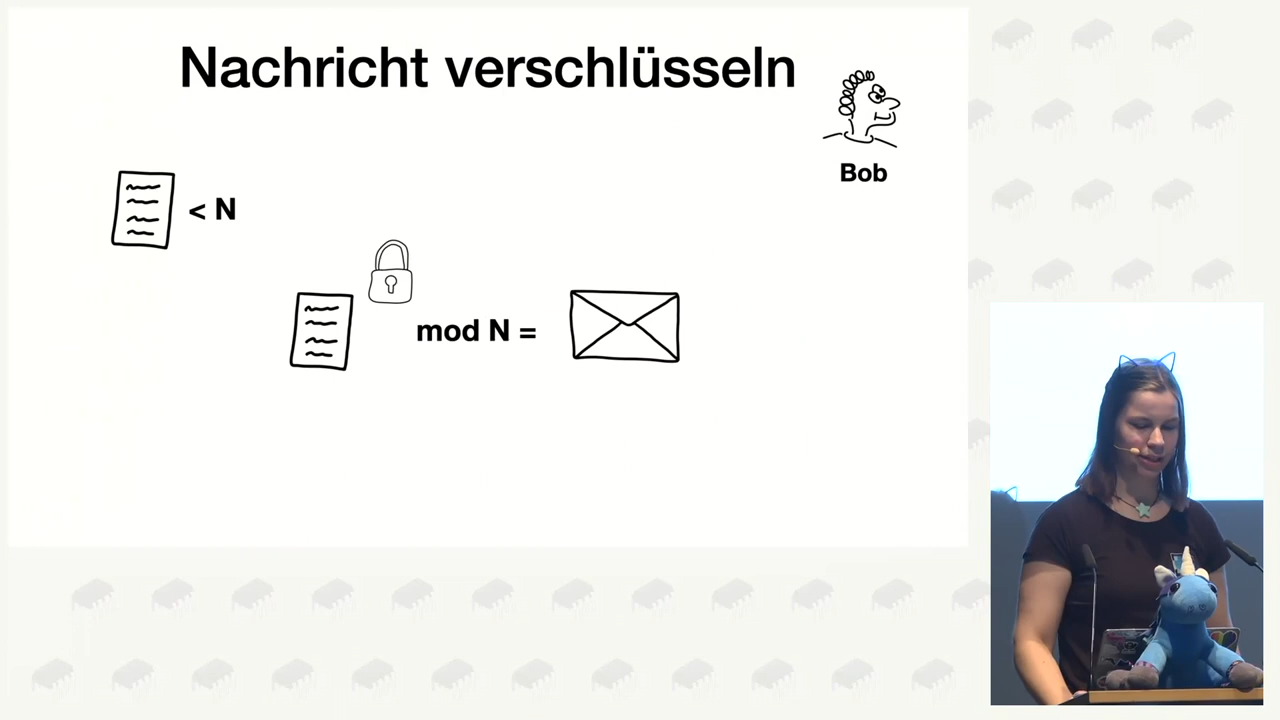 Nachricht verschlüsseln
Bob
< N
mod N =